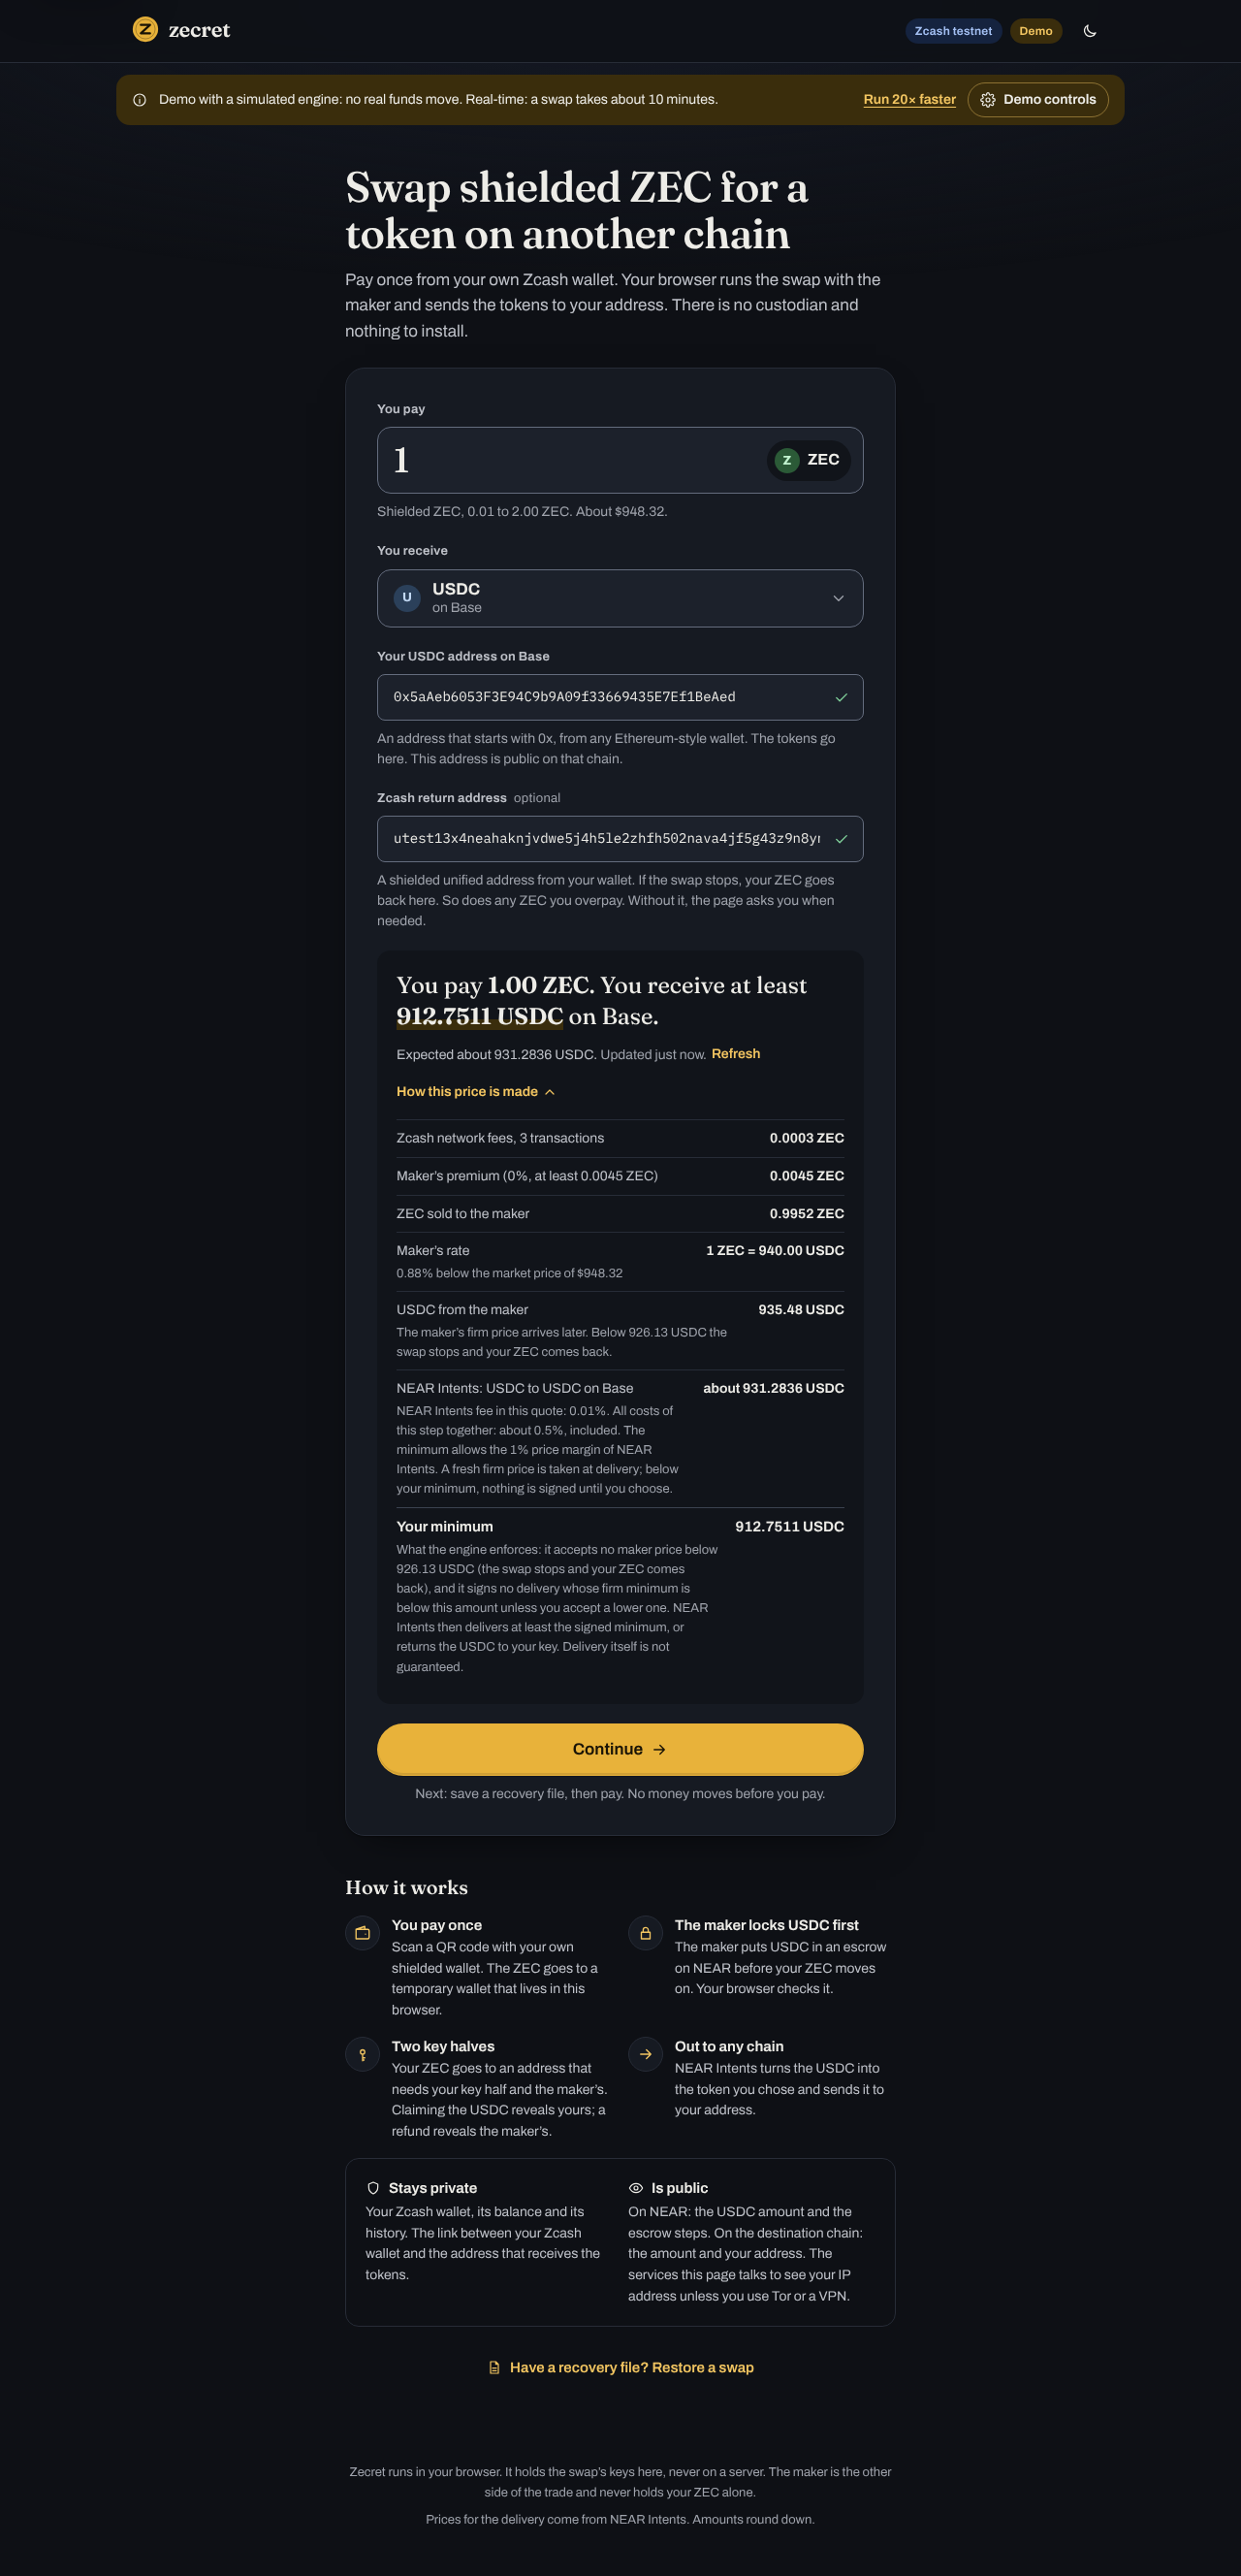 zecret
Zcash testnet
Demo
Demo with a simulated engine: no real funds move. Real-time: a swap takes about 10 minutes.
Run 20× faster
Demo controls
Swap shielded ZEC for a
token on another chain
Pay once from your own Zcash wallet. Your browser runs the swap with the
maker and sends the tokens to your address. There is no custodian and
nothing to install.
You pay
1
Z ZEC
Shielded ZEC, 0.01 to 2.00 ZEC. About $948.32.
You receive
U USDC
on Base
Your USDC address on Base
0x5aAeb6053F3E94C9b9A09f33669435E7Ef1BeAed
An address that starts with 0x, from any Ethereum-style wallet. The tokens go
here. This address is public on that chain.
Zcash return address optional
utest13x4neahaknjvdwe5j4h5le2zhfh502nava4jf5g43z9n8y
A shielded unified address from your wallet. If the swap stops, your ZEC goes
back here. So does any ZEC you overpay. Without it, the page asks you when
needed.
You pay 1.00 ZEC. You receive at least
912.7511 USDC on Base.
Expected about 931.2836 USDC. Updated just now. Refresh
How this price is made
Zcash network fees, 3 transactions 0.0003 ZEC
Maker’s premium (0%, at least 0.0045 ZEC) 0.0045 ZEC
ZEC sold to the maker 0.9952 ZEC
Maker’s rate 1 ZEC = 940.00 USDC
0.88% below the market price of $948.32
USDC from the maker 935.48 USDC
The maker’s firm price arrives later. Below 926.13 USDC the
swap stops and your ZEC comes back.
NEAR Intents: USDC to USDC on Base about 931.2836 USDC
NEAR Intents fee in this quote: 0.01%. All costs of
this step together: about 0.5%, included. The
minimum allows the 1% price margin of NEAR
Intents. A fresh firm price is taken at delivery; below
your minimum, nothing is signed until you choose.
Your minimum 912.7511 USDC
What the engine enforces: it accepts no maker price below
926.13 USDC (the swap stops and your ZEC comes
back), and it signs no delivery whose firm minimum is
below this amount unless you accept a lower one. NEAR
Intents then delivers at least the signed minimum, or
returns the USDC to your key. Delivery itself is not
guaranteed.
Continue
Next: save a recovery file, then pay. No money moves before you pay.
How it works
You pay once
Scan a QR code with your own
shielded wallet. The ZEC goes to a
temporary wallet that lives in this
browser.
The maker locks USDC first
The maker puts USDC in an escrow
on NEAR before your ZEC moves
on. Your browser checks it.
Two key halves
Your ZEC goes to an address that
needs your key half and the maker’s.
Claiming the USDC reveals yours; a
refund reveals the maker’s.
Out to any chain
NEAR Intents turns the USDC into
the token you chose and sends it to
your address.
Stays private
Your Zcash wallet, its balance and its
history. The link between your Zcash
wallet and the address that receives the
tokens.
Is public
On NEAR: the USDC amount and the
escrow steps. On the destination chain:
the amount and your address. The
services this page talks to see your IP
address unless you use Tor or a VPN.
Have a recovery file? Restore a swap
Zecret runs in your browser. It holds the swap’s keys here, never on a server. The maker is the other
side of the trade and never holds your ZEC alone.
Prices for the delivery come from NEAR Intents. Amounts round down.